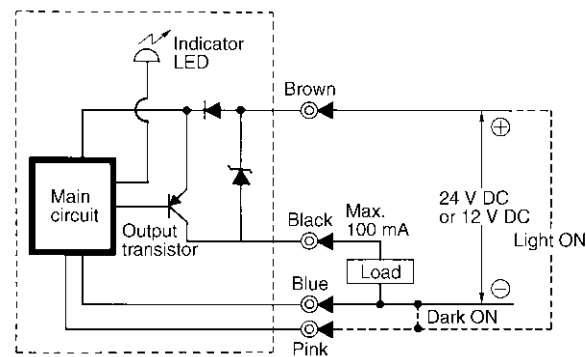 Indicator
LED
Brown
+
Main
circuit
Output
transistor
Black
Max.
100 mA
24 V DC
or 12 V DC
Light ON
Load
Blue
−
Dark ON
Pink